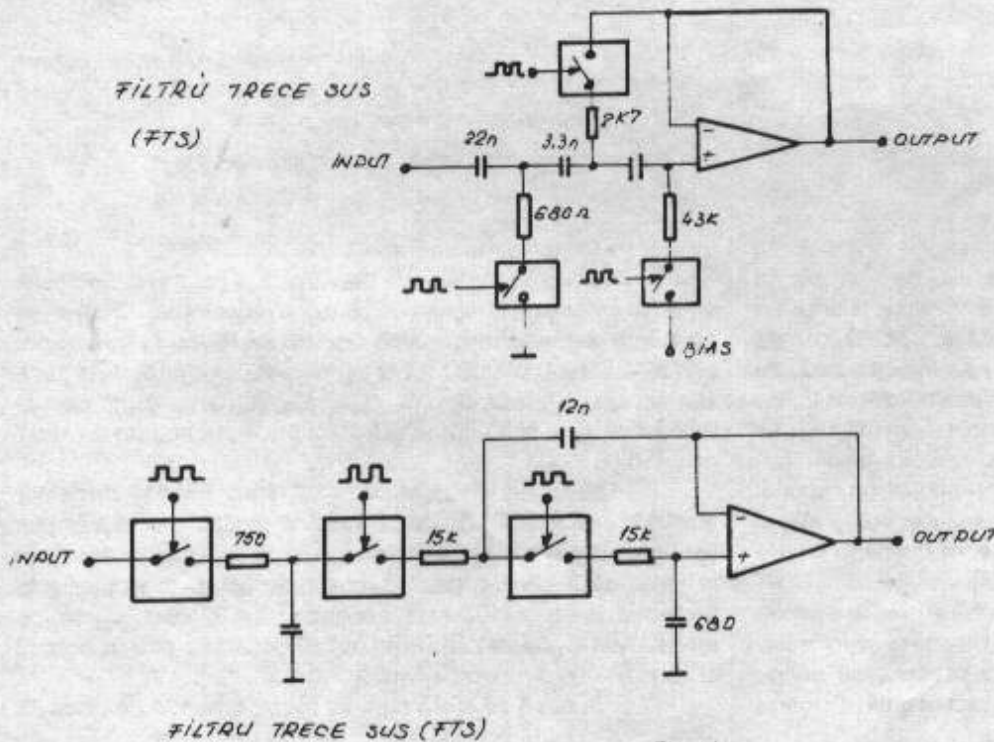 FILTRU TRECE SUS
(FTS)
2K7
22n
3.3n
INPUT
OUTPUT
-
+
680Ω
43K
BIAS
12n
INPUT
750
15K
15K
-
+
OUTPUT
680
FILTRU TRECE SUS (FTS)